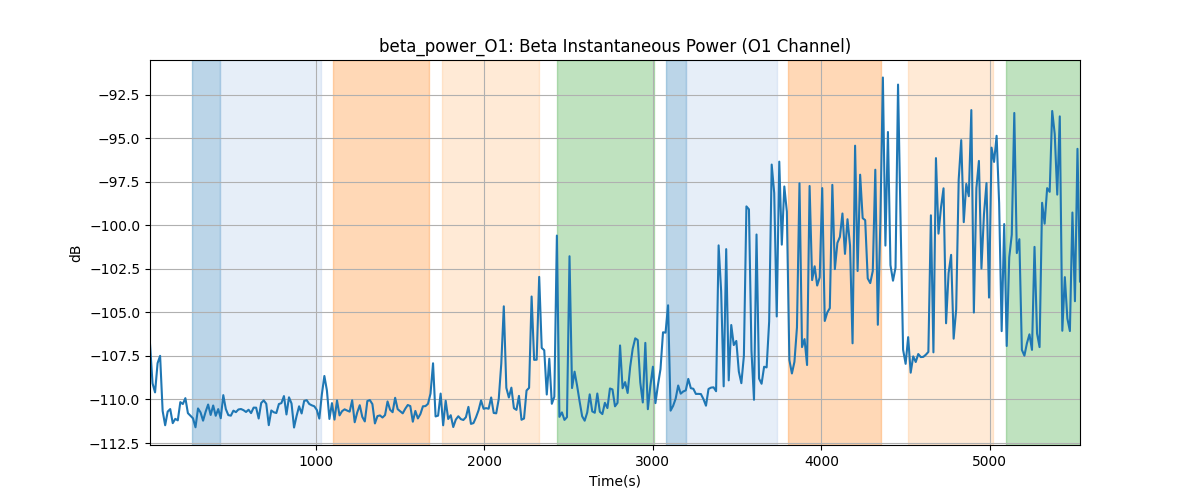 beta_power_O1: Beta Instantaneous Power (O1 Channel)
dB
−92.5
−95.0
−97.5
−100.0
−102.5
−105.0
−107.5
−110.0
−112.5
1000 2000 3000 4000 5000
Time(s)